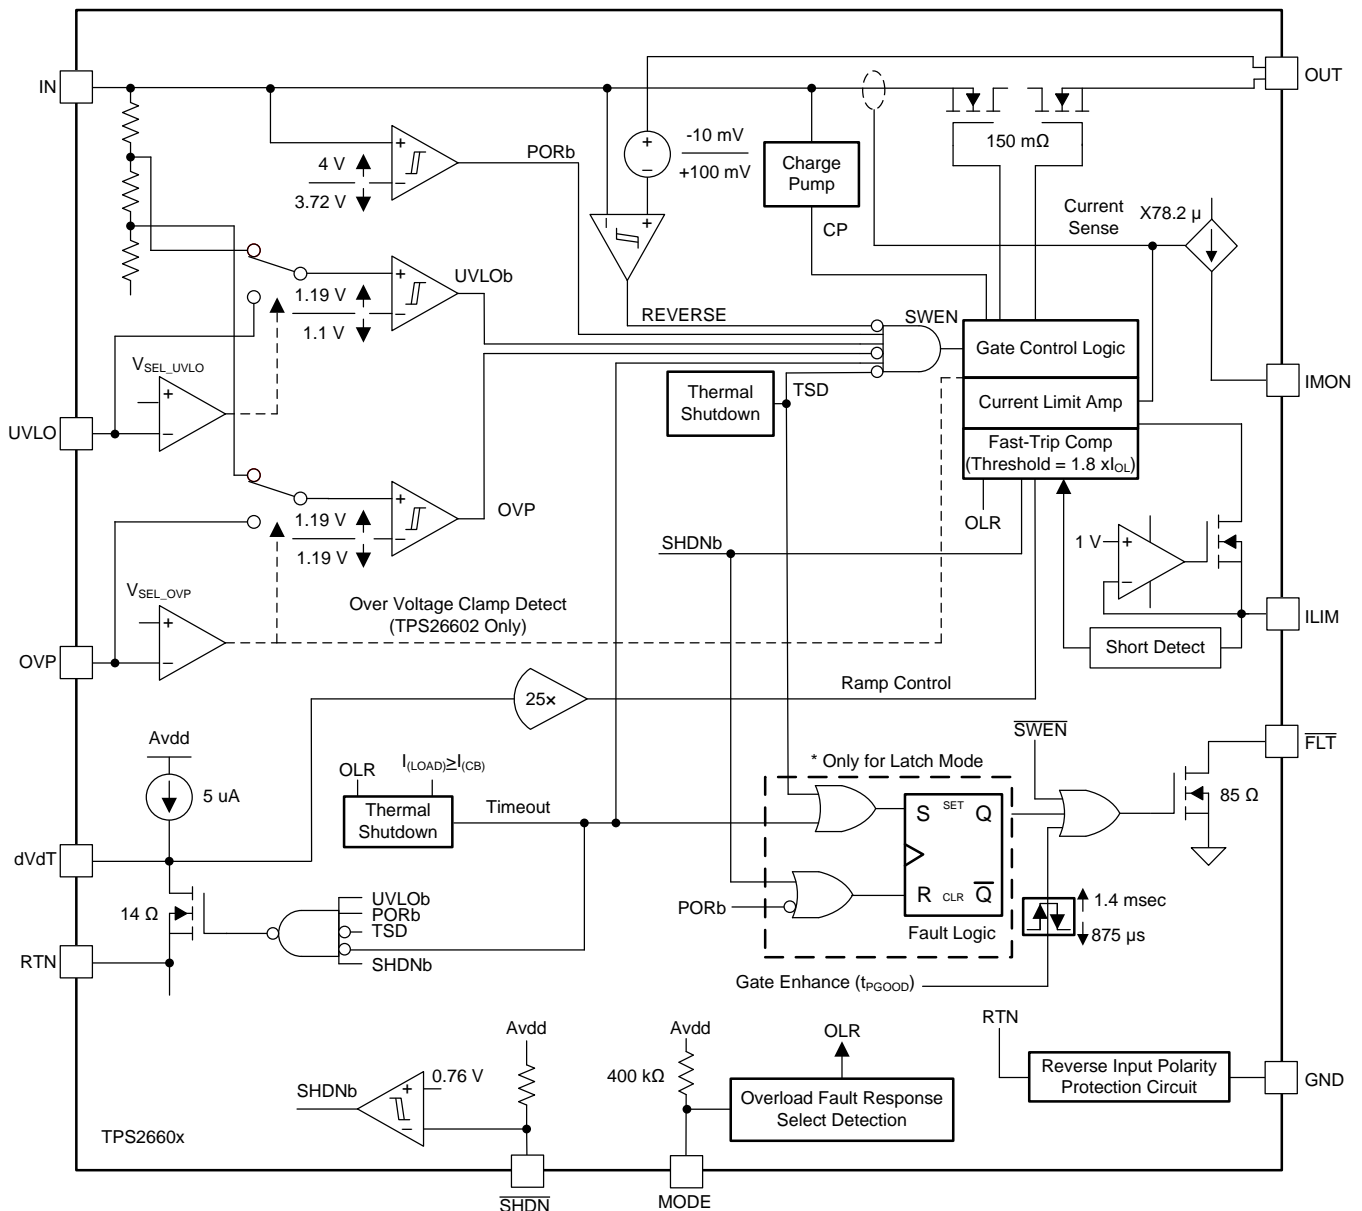 OUT
IN
-10 mV
+100 mV
150 mΩ
PORb
4 V
3.72 V
Charge
Pump
CP
Current
Sense
X78.2 µ
UVLOb
1.19 V
1.1 V
REVERSE
SWEN
Gate Control Logic
VSEL_UVLO
Thermal
Shutdown
TSD
IMON
Current Limit Amp
UVLO
Fast-Trip Comp
(Threshold = 1.8 xIOL)
OVP
1.19 V
1.19 V
OLR
SHDNb
1 V
VSEL_OVP
Over Voltage Clamp Detect
(TPS26602 Only)
ILIM
Short Detect
OVP
25×
Ramp Control
Avdd
SWEN
FLT
5 uA
OLR
I(LOAD)≥I(CB)
Thermal
Shutdown
Timeout
* Only for Latch Mode
85 Ω
S SET Q
dVdT
R CLR Q
Fault Logic
PORb
14 Ω
UVLOb
PORb
TSD
SHDNb
1.4 msec
875 µs
RTN
Gate Enhance (tPGOOD)
RTN
Avdd
Avdd
OLR
Reverse Input Polarity
Protection Circuit
GND
SHDNb
0.76 V
400 kΩ
Overload Fault Response
Select Detection
TPS2660x
SHDN
MODE